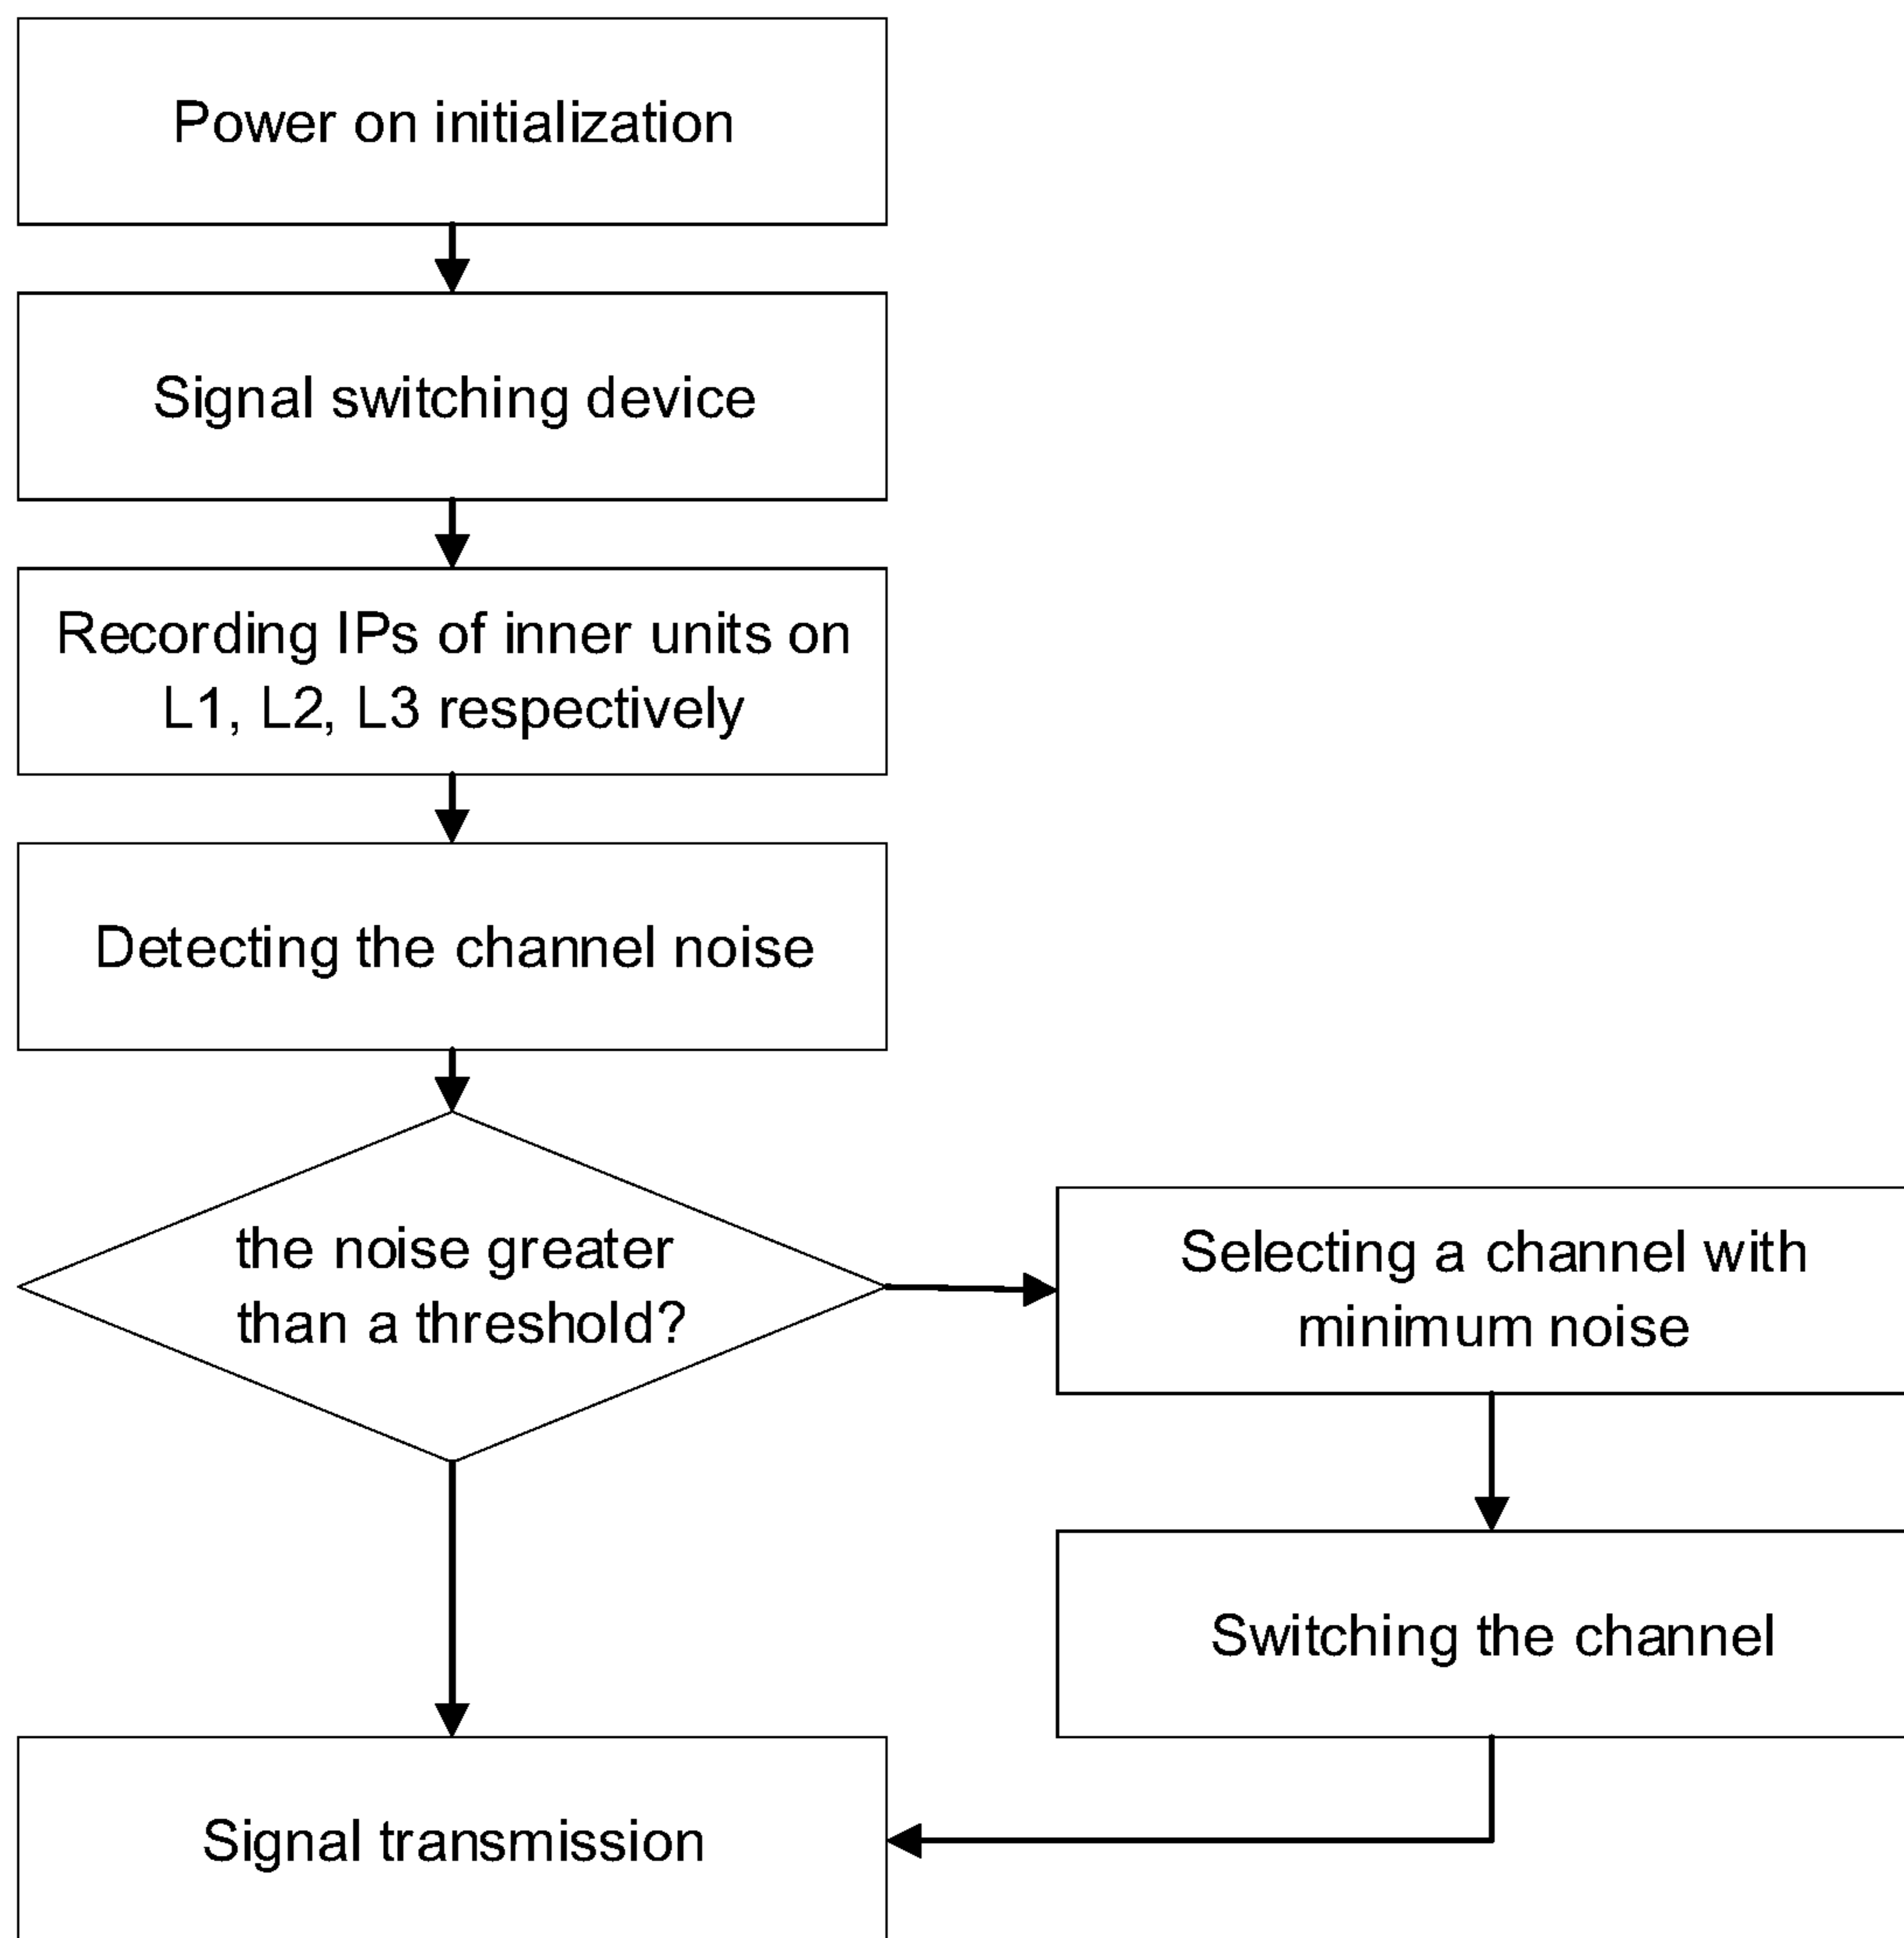 Power on initialization
Signal switching device
Recording IPs of inner units on
L1, L2, L3 respectively
Detecting the channel noise
the noise greater
than a threshold?
Selecting a channel with
minimum noise
Switching the channel
Signal transmission